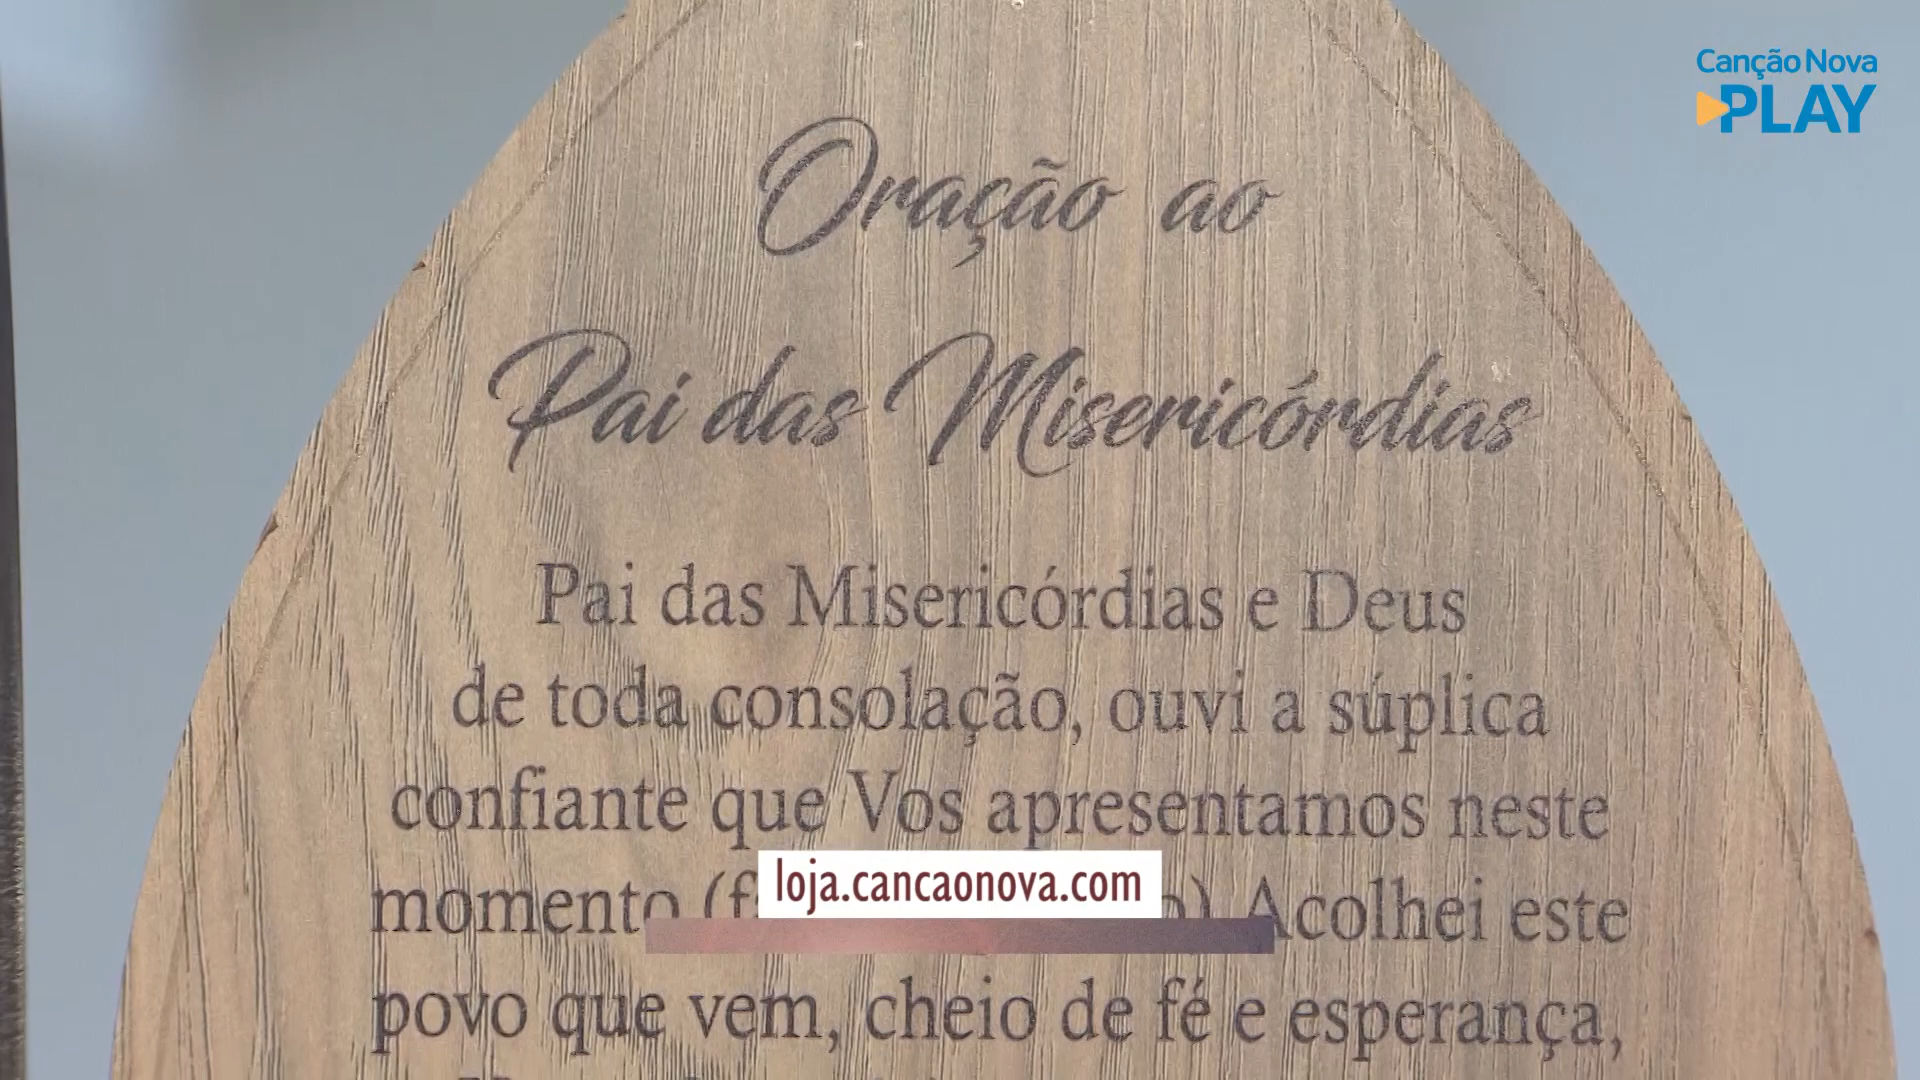 Canção Nova
PLAY
Oração ao
Pai das Misericórdias
Pai das Misericórdias e Deus
de toda consolação, ouvi a súplica
confiante que Vos apresentamos neste
momento (f
) Acolhei este
loja.cancaonova.com
povo que vem, cheio de fé e esperança,